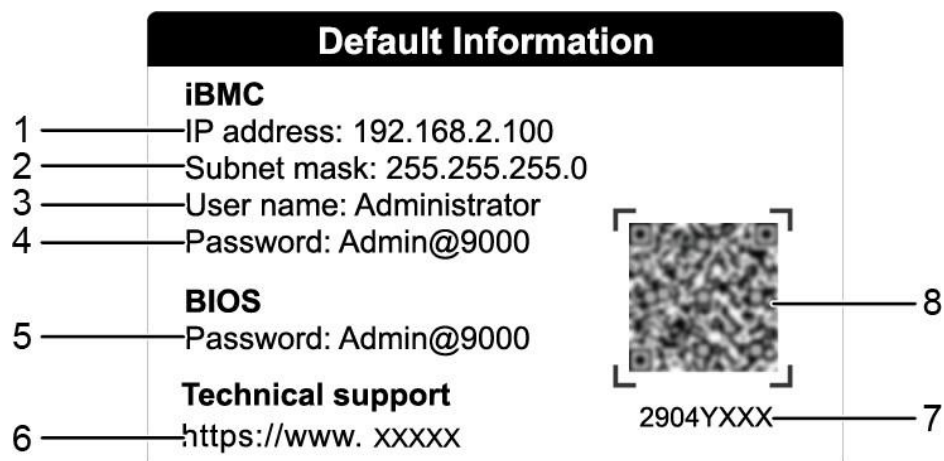 Default Information
iBMC
1 IP address: 192.168.2.100
2 Subnet mask: 255.255.255.0
3 User name: Administrator
4 Password: Admin@9000
BIOS
8
5 Password: Admin@9000
Technical support
2904YXXX 7
6 https://www. xxxxx